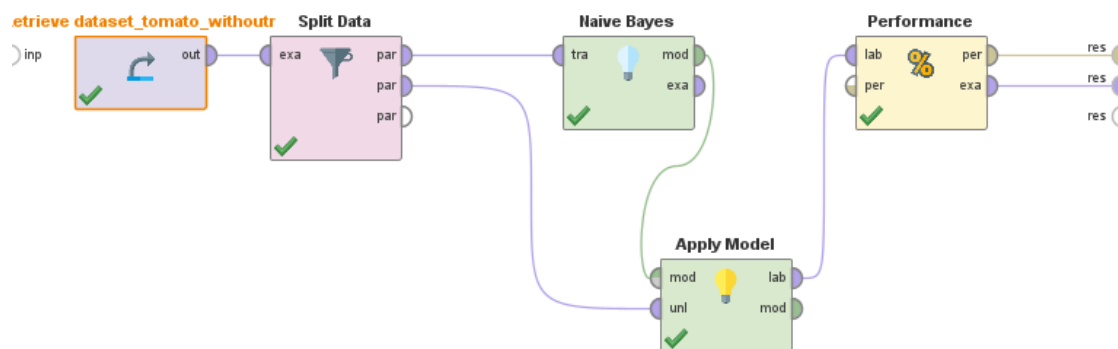 etrieve dataset_tomato_withoutr
Split Data
Naive Bayes
Performance
inp
out
exa
par
par
par
tra
mod
exa
lab
per
%
per
exa
res
res
res
Apply Model
mod
lab
unl
mod